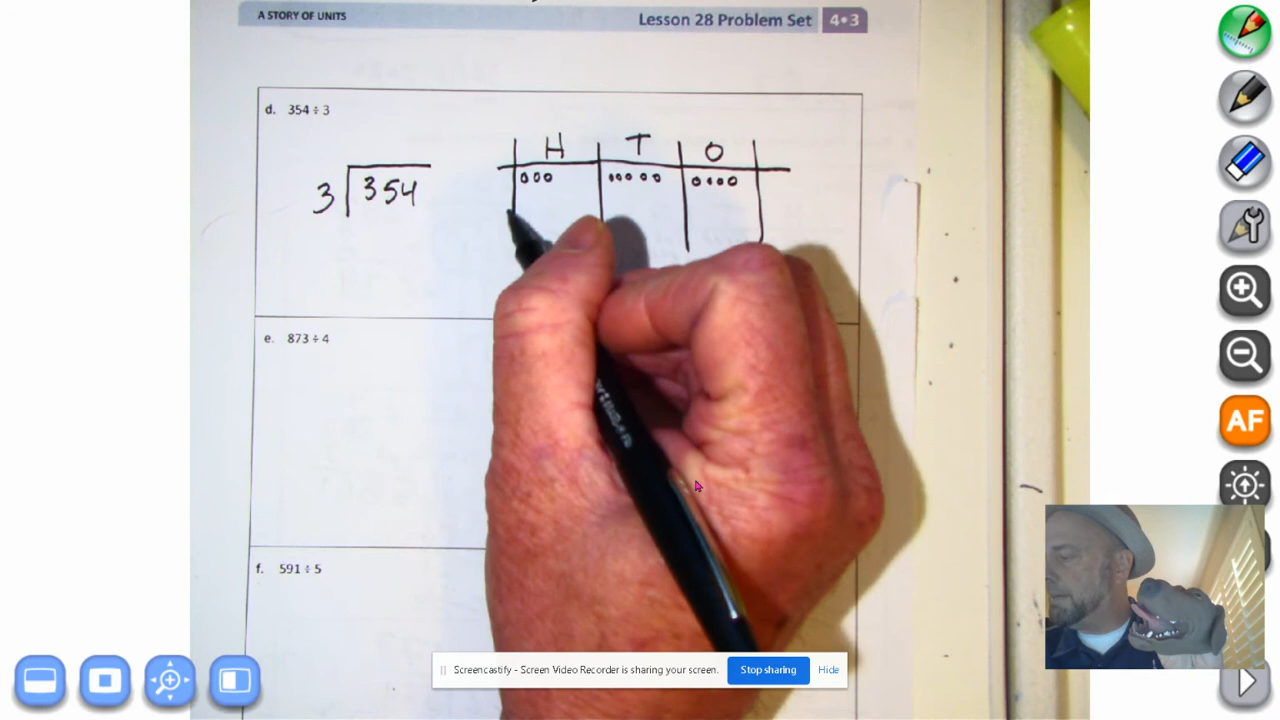 A STORY OF UNITS
Lesson 28 Problem Set 4•3
d. 354 ÷ 3
H T O
3 354
e. 873 ÷ 4
f. 591 ÷ 5
AF
Screencastify - Screen Video Recorder is sharing your screen. Stop sharing Hide